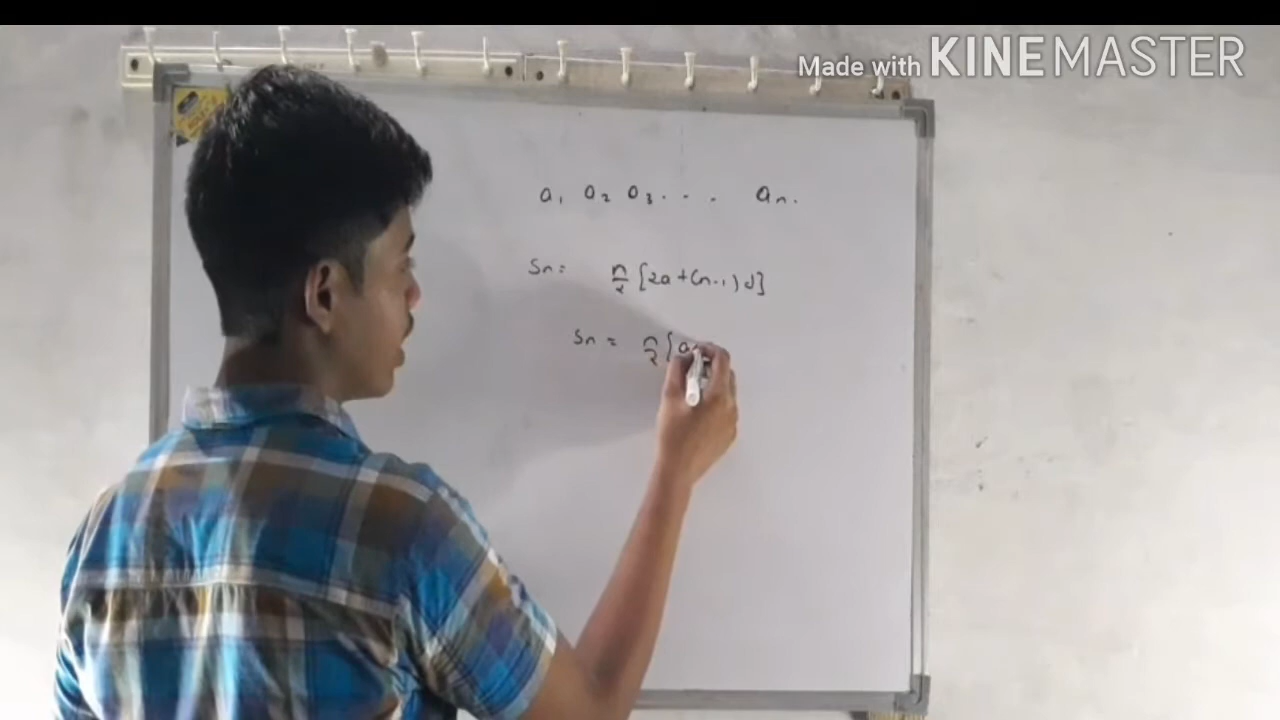 Made with KINEMASTER
a₁ a₂ a₃ . . . aₙ.
Sn = n/2 [2a + (n-1)d]
Sn = n/2 [a